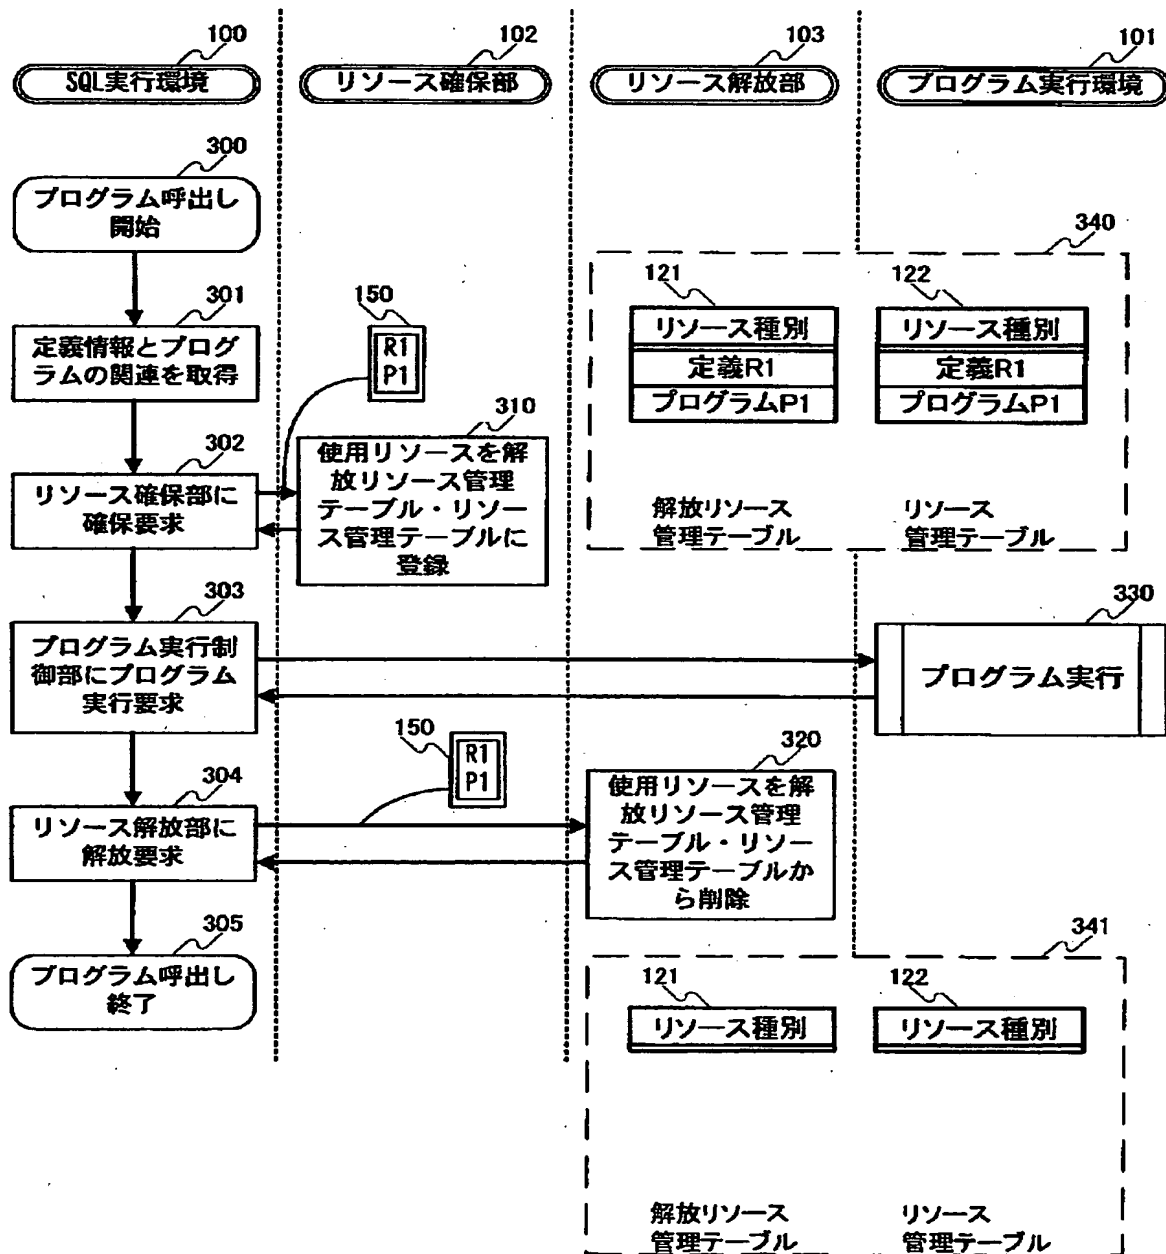 100
102
103
101
SQL実行環境
リソース確保部
リソース解放部
プログラム実行環境
300
プログラム呼出し
開始
340
301
定義情報とプログ
ラムの関連を取得
150
R1
P1
121
リソース種別
定義R1
プログラムP1
122
リソース種別
定義R1
プログラムP1
解放リソース
管理テーブル
リソース
管理テーブル
302
リソース確保部に
確保要求
310
使用リソースを解
放リソース管理
テーブル・リソー
ス管理テーブルに
登録
303
プログラム実行制
御部にプログラム
実行要求
330
プログラム実行
304
リソース解放部に
解放要求
150
R1
P1
320
使用リソースを解
放リソース管理
テーブル・リソー
ス管理テーブルか
ら削除
305
プログラム呼出し
終了
341
121
リソース種別
122
リソース種別
解放リソース
管理テーブル
リソース
管理テーブル